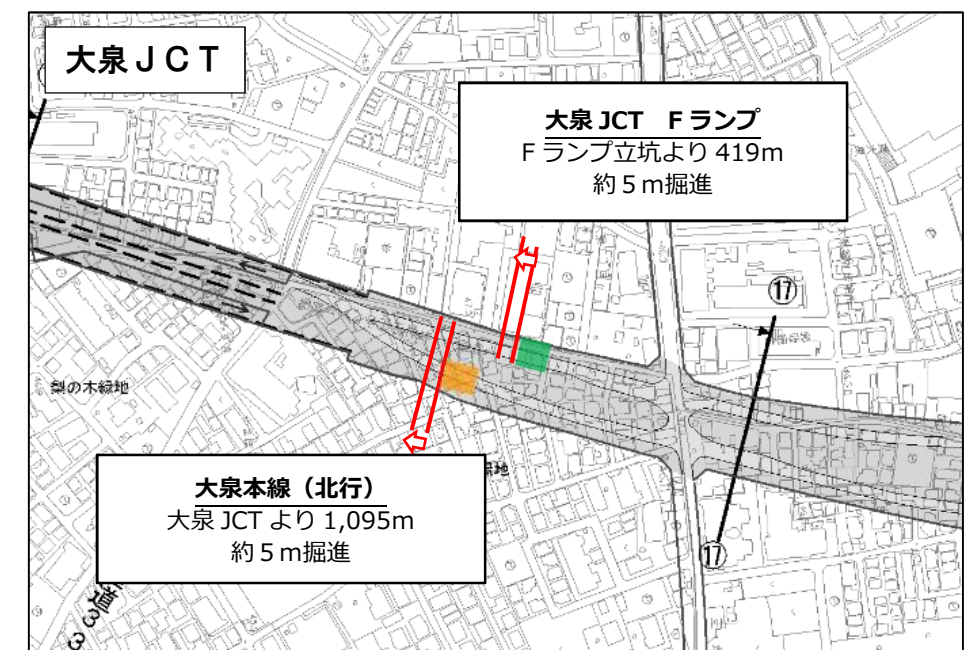 大泉ＪＣＴ
大泉 JCT　F ランプ
F ランプ立坑より 419m
約５ｍ掘進
⑰
梨の木緑地
大泉本線（北行）
大泉 JCT より 1,095m
約５ｍ掘進
緑地
⑰